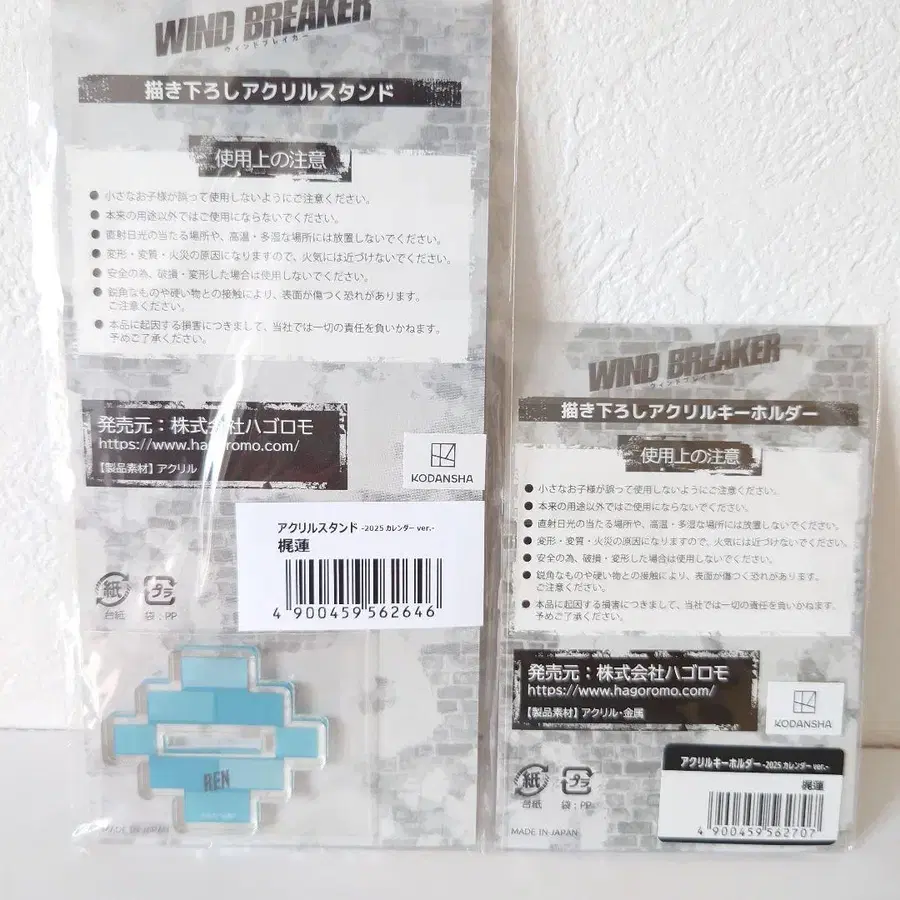 WIND BREAKER
ウィンドブレイカー
描き下ろしアクリルスタンド
使用上の注意
● 小さなお子様が誤って使用しないようにご注意ください。
● 本来の用途以外ではご使用にならないでください。
● 直射日光の当たる場所や、高温・多湿な場所には放置しないでください。
● 変形・変質・火災の原因になりますので、火気には近づけないでください。
● 安全の為、破損・変形した場合は使用しないでください。
● 鋭角なものや硬い物との接触により、表面が傷つく恐れがあります。
ご注意ください。
● 本品に起因する損害につきまして、当社では一切の責任を負いかねます。
予めご了承ください。
発売元：株式会社ハゴロモ
https://www.hagoromo.com/
【製品素材】アクリル
KODANSHA
アクリルスタンド -2025 カレンダー ver.-
梶蓮
4 900459 562646
紙
台紙
プラ
袋：PP
REN
MADE IN JAPAN
WIND BREAKER
ウィンドブレイカー
描き下ろしアクリルキーホルダー
使用上の注意
● 小さなお子様が誤って使用しないようにご注意ください。
● 本来の用途以外ではご使用にならないでください。
● 直射日光の当たる場所や、高温・多湿な場所には放置しないでください。
● 変形・変質・火災の原因になりますので、火気には近づけないでください。
● 安全の為、破損・変形した場合は使用しないでください。
● 鋭角なものや硬い物との接触により、表面が傷つく恐れがあります。
ご注意ください。
● 本品に起因する損害につきまして、当社では一切の責任を負いかねます。
予めご了承ください。
発売元：株式会社ハゴロモ
https://www.hagoromo.com/
【製品素材】アクリル・金属
KODANSHA
アクリルキーホルダー -2025 カレンダー ver.-
梶蓮
4 900459 562707
紙
台紙
プラ
袋：PP
MADE IN JAPAN